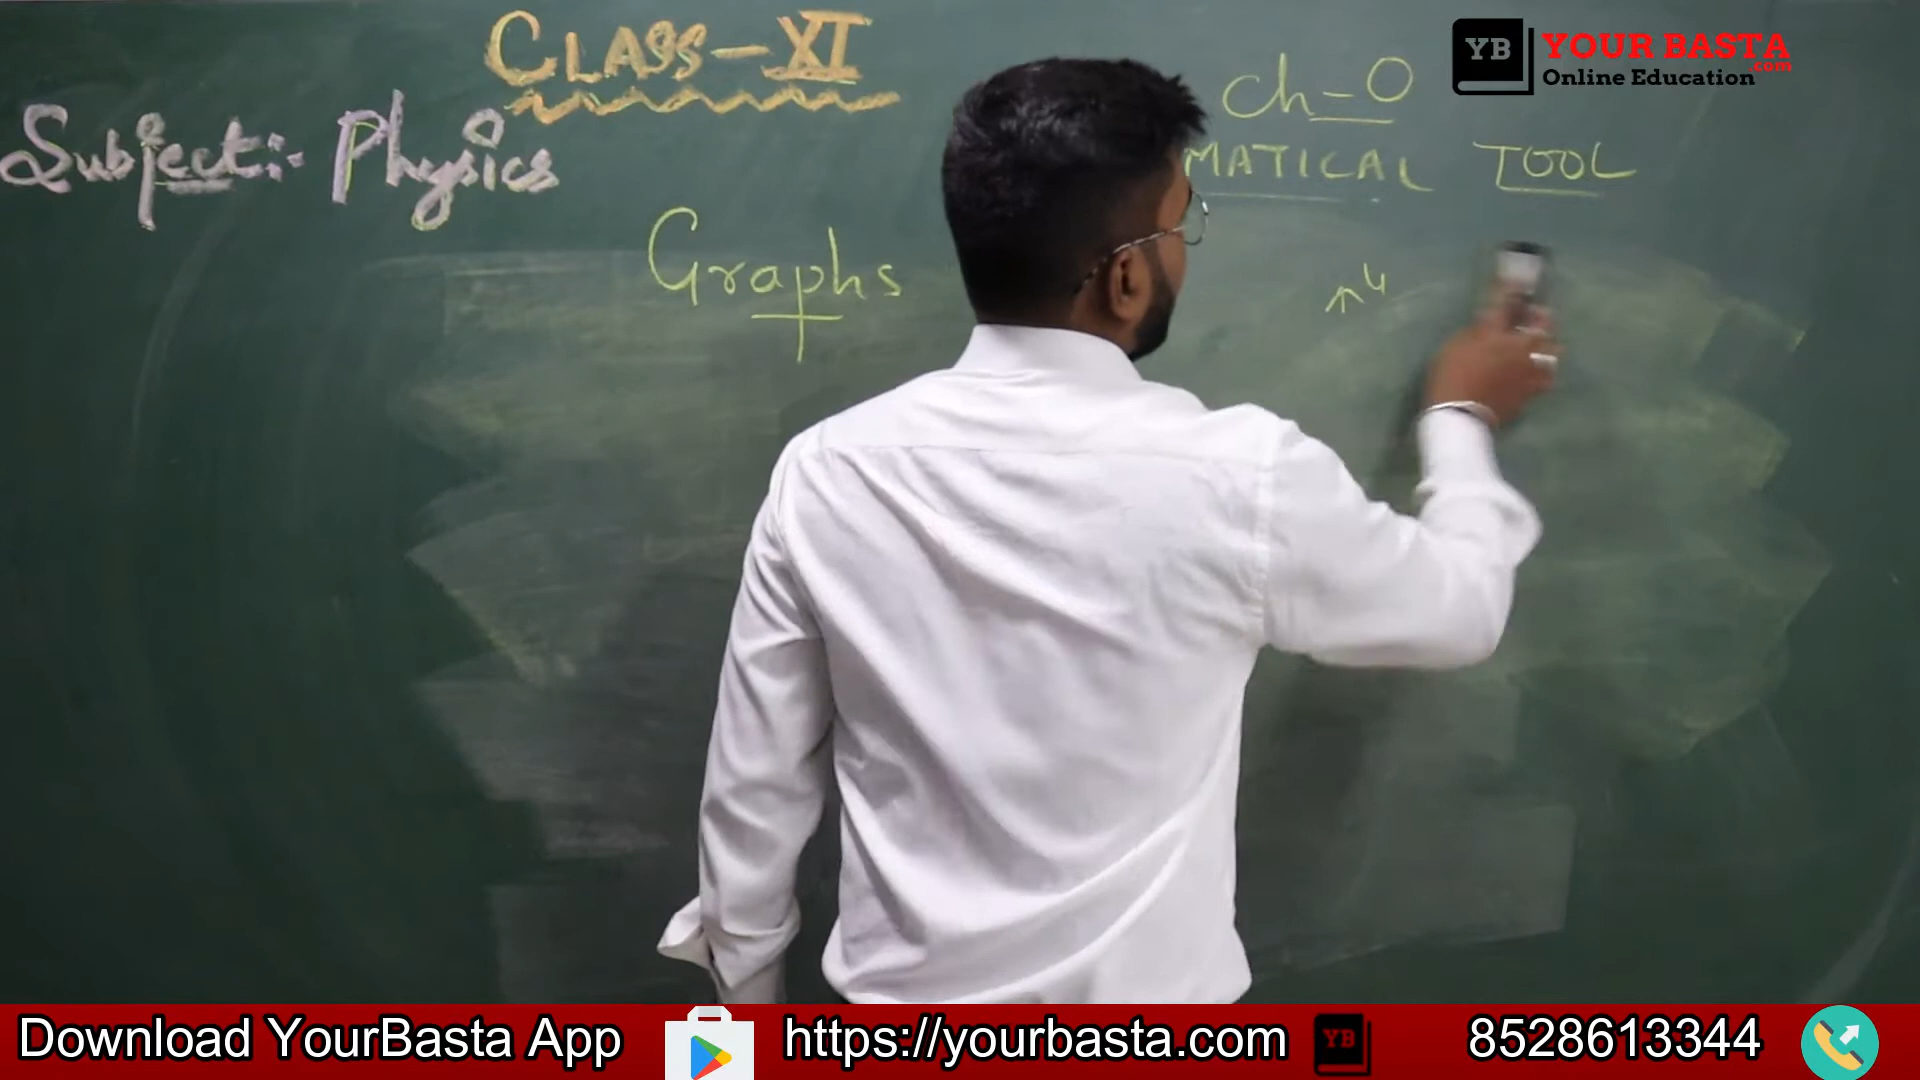 CLASS-XI
Subject:- Physics
Ch-0
MATICAL TOOL
Graphs
YB YOUR BASTA
.com
Online Education
Download YourBasta App
https://yourbasta.com
YB
8528613344